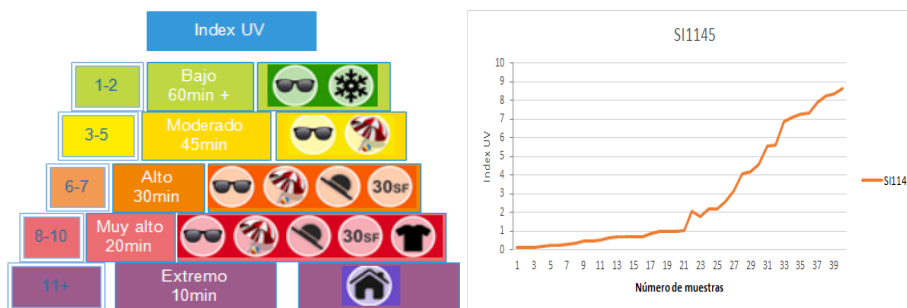 Index UV
1-2
Bajo
60min +
3-5
Moderado
45min
6-7
Alto
30min
30SF
8-10
Muy alto
20min
30SF
11+
Extremo
10min
SI1145
Index UV
10
9
8
7
6
5
4
3
2
1
0
1 3 5 7 9 11 13 15 17 19 21 23 25 27 29 31 33 35 37 39
Número de muestras
SI114